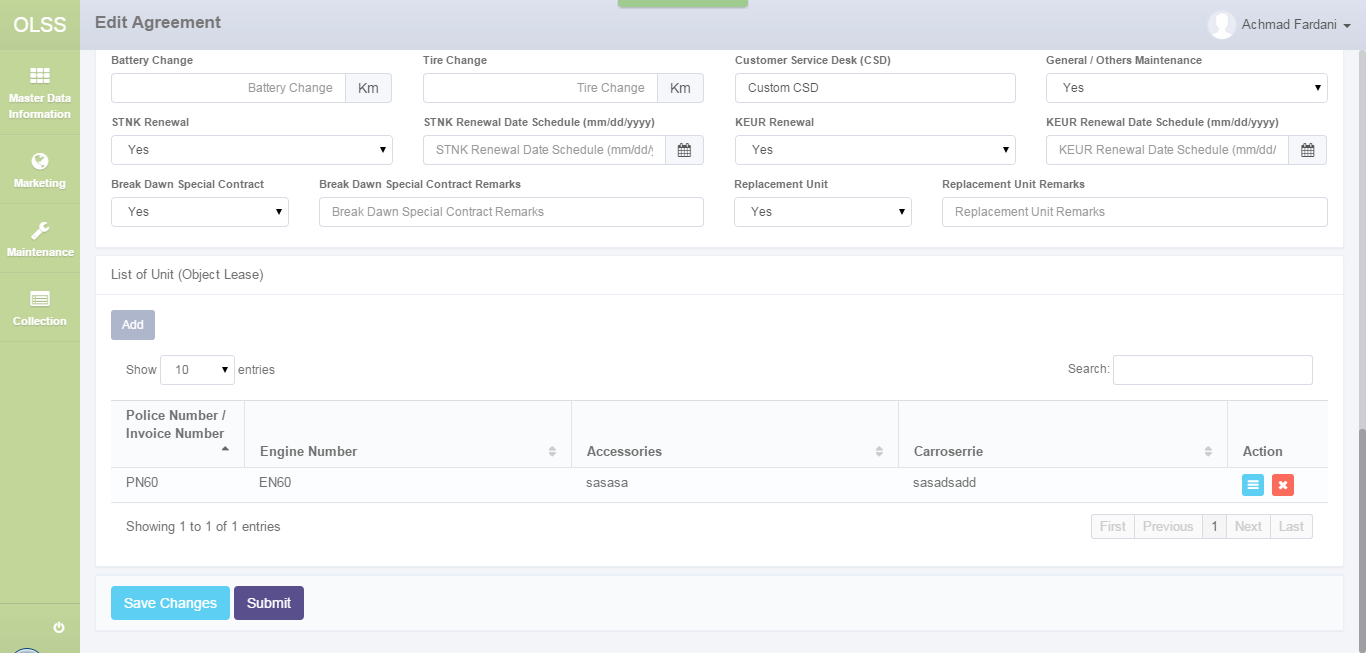 OLSS
Edit Agreement
Achmad Fardani
Master Data
Information
Marketing
Maintenance
Collection
Battery Change
Tire Change
Customer Service Desk (CSD)
General / Others Maintenance
Battery Change Km
Tire Change Km
Custom CSD
Yes
STNK Renewal
STNK Renewal Date Schedule (mm/dd/yyyy)
KEUR Renewal
KEUR Renewal Date Schedule (mm/dd/yyyy)
Yes
STNK Renewal Date Schedule (mm/dd/y
Yes
KEUR Renewal Date Schedule (mm/dd/
Break Dawn Special Contract
Break Dawn Special Contract Remarks
Replacement Unit
Replacement Unit Remarks
Yes
Break Dawn Special Contract Remarks
Yes
Replacement Unit Remarks
List of Unit (Object Lease)
Add
Show 10 entries
Search:
Police Number /
Invoice Number
Engine Number
Accessories
Carroserrie
Action
PN60
EN60
sasasa
sasadsadd
Showing 1 to 1 of 1 entries
First Previous 1 Next Last
Save Changes
Submit